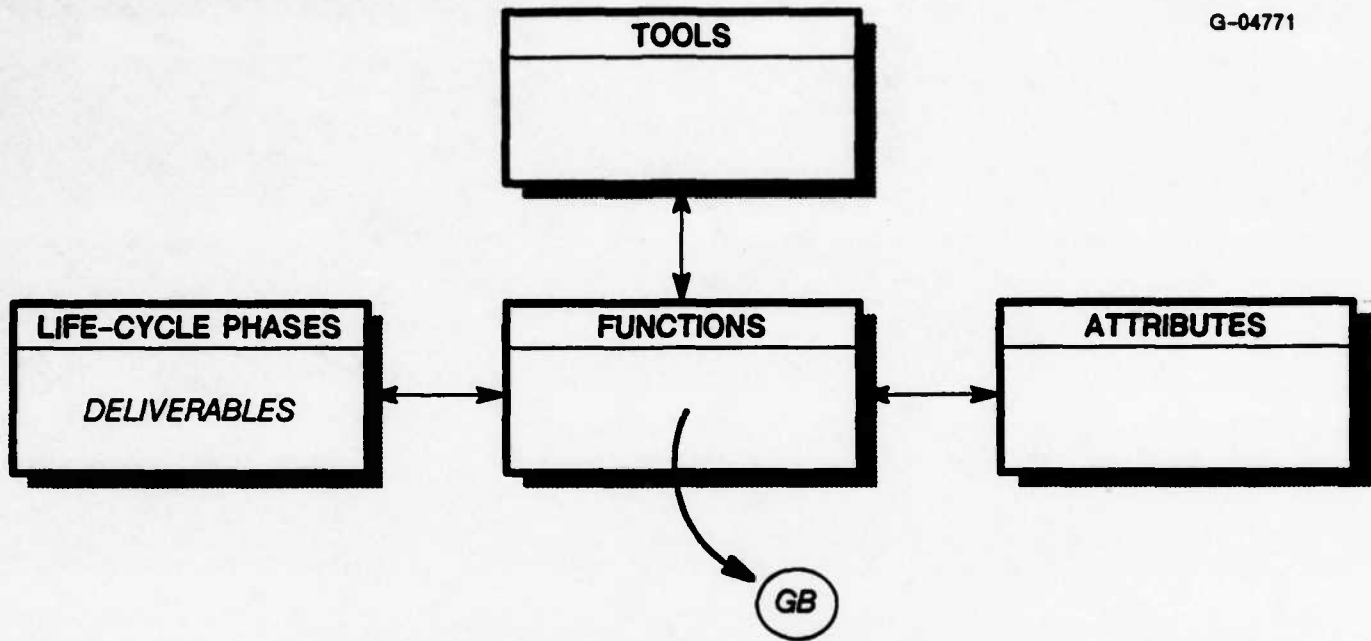 G-04771
TOOLS
LIFE-CYCLE PHASES
DELIVERABLES
FUNCTIONS
ATTRIBUTES
GB